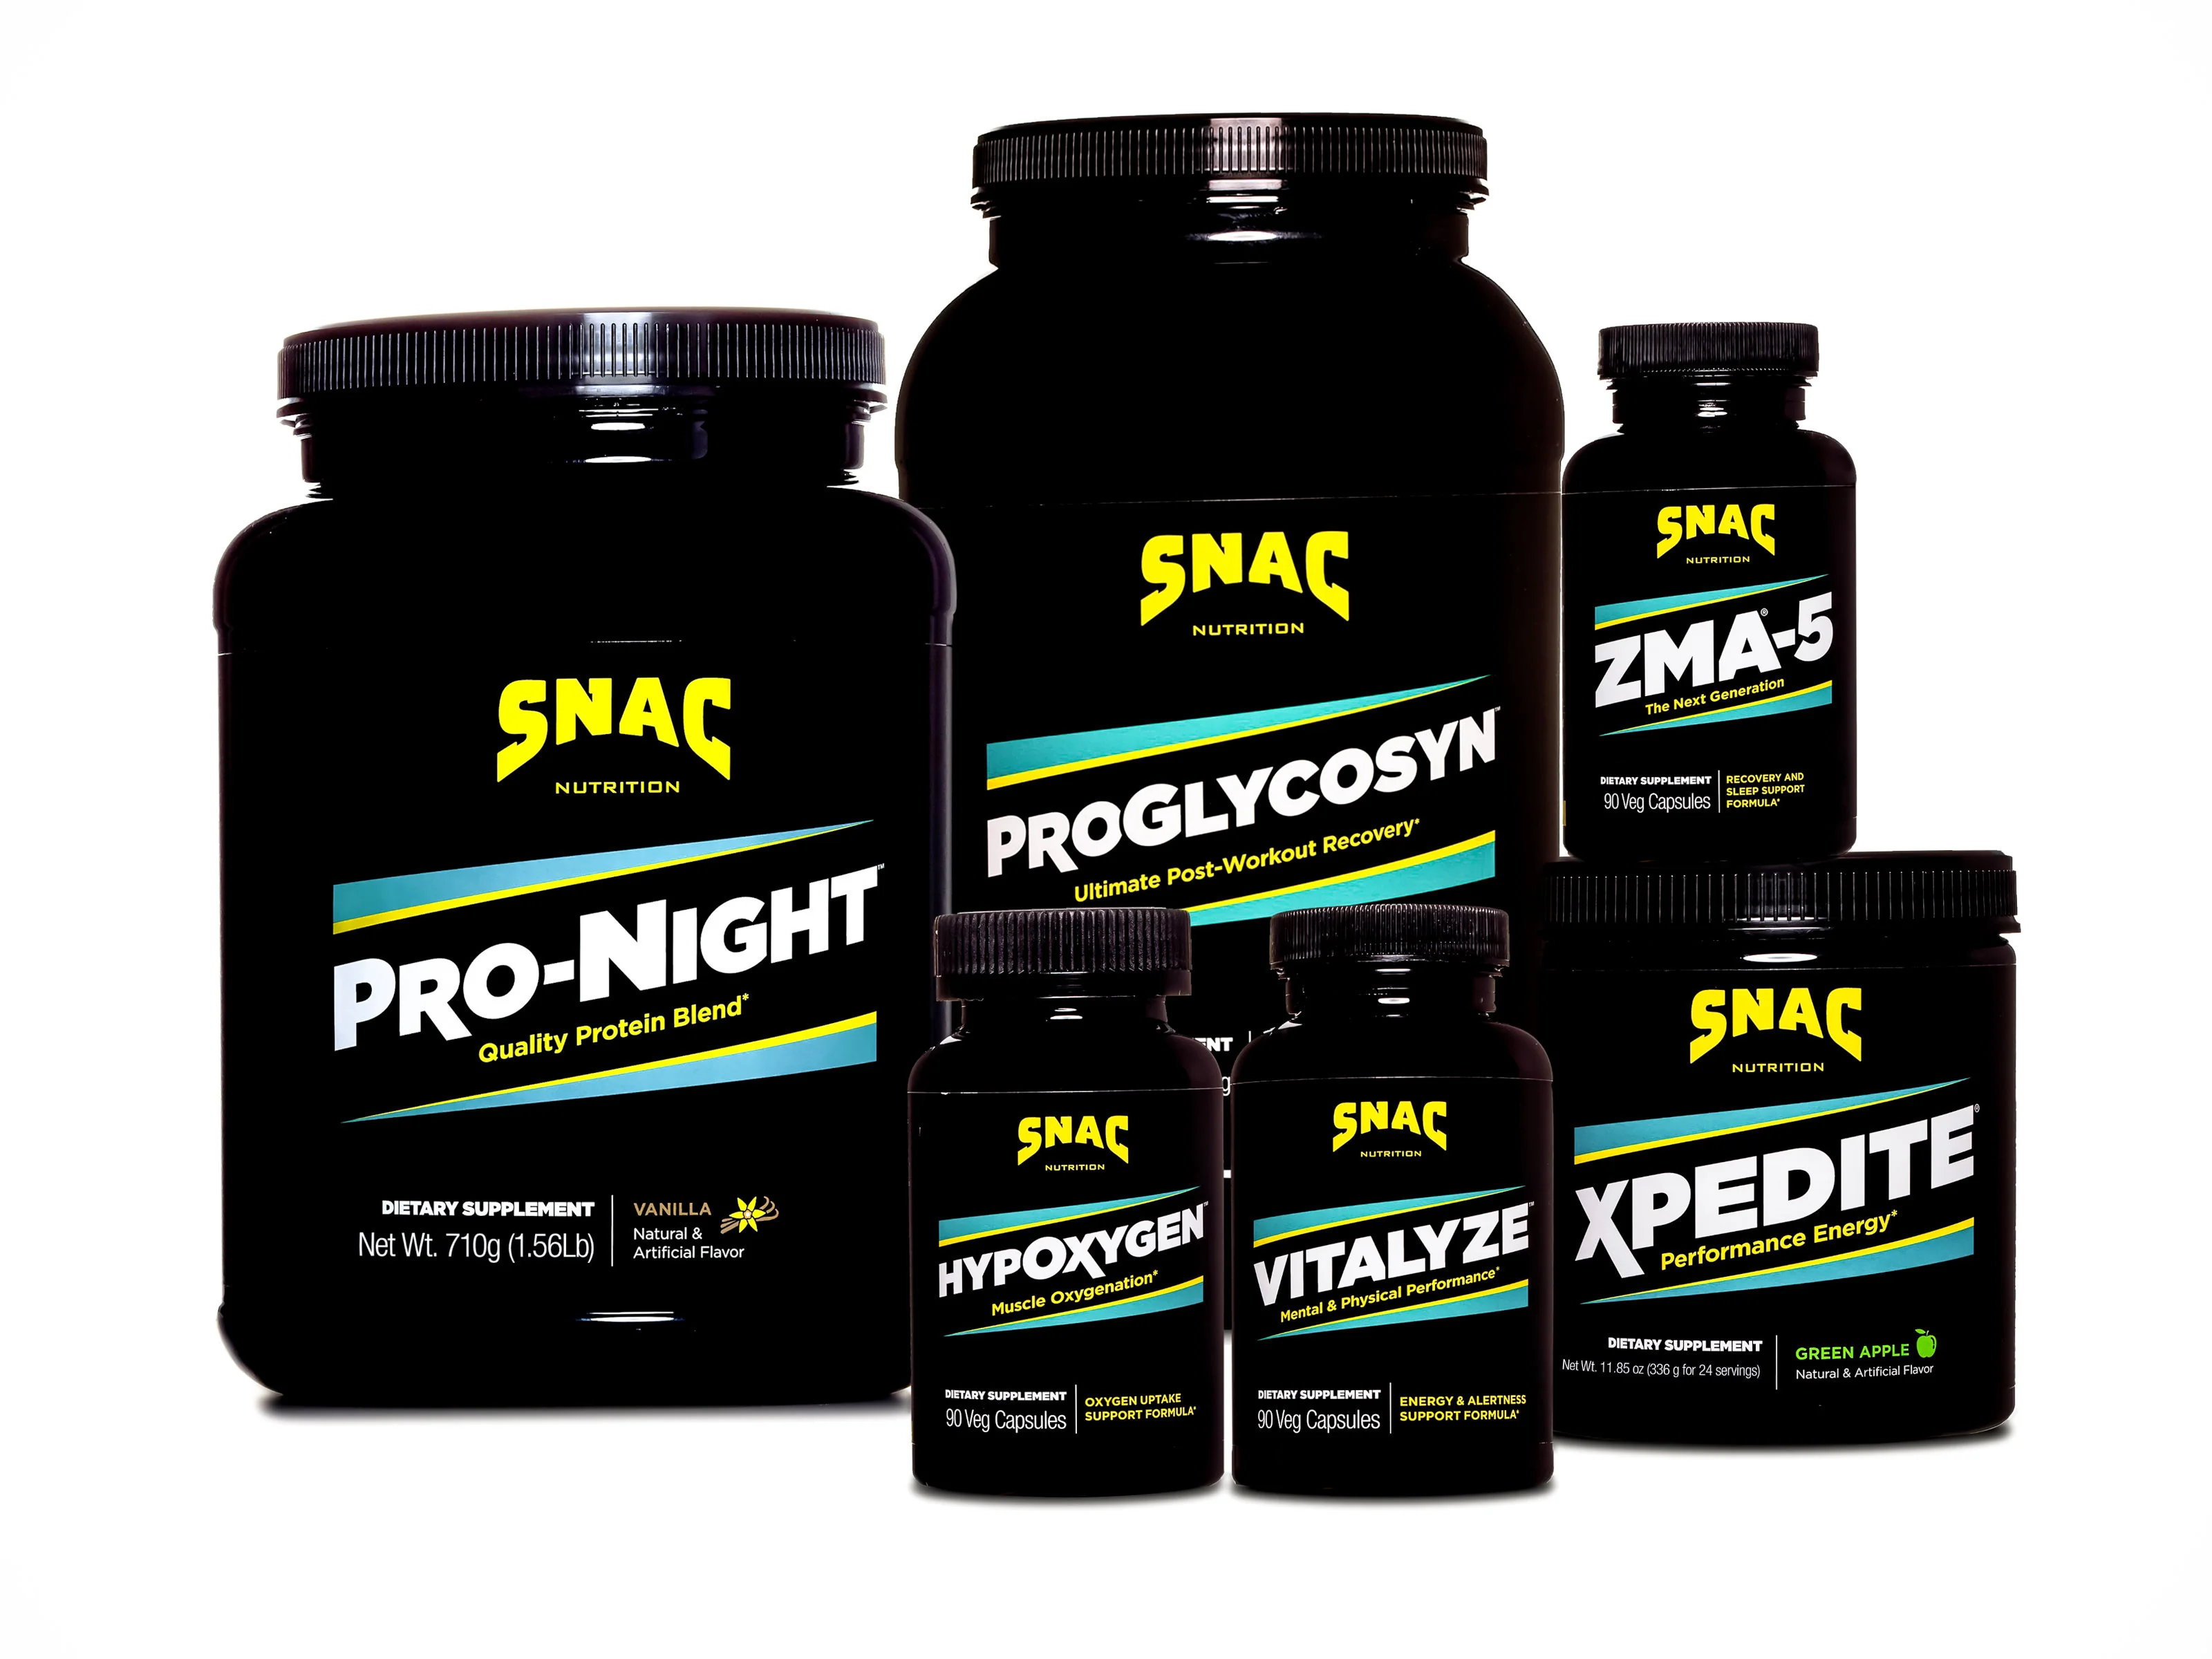 SNAC
NUTRITION
PRO-NIGHT™
Quality Protein Blend*
DIETARY SUPPLEMENT
Net Wt. 710g (1.56Lb)
VANILLA
Natural &
Artificial Flavor
SNAC
NUTRITION
PROGLYCOSYN™
Ultimate Post-Workout Recovery*
SNAC
NUTRITION
ZMA®-5
The Next Generation
DIETARY SUPPLEMENT
90 Veg Capsules
RECOVERY AND
SLEEP SUPPORT
FORMULA*
SNAC
NUTRITION
HYPOXYGEN™
Muscle Oxygenation*
DIETARY SUPPLEMENT
90 Veg Capsules
OXYGEN UPTAKE
SUPPORT FORMULA*
SNAC
NUTRITION
VITALYZE™
Mental & Physical Performance*
DIETARY SUPPLEMENT
90 Veg Capsules
ENERGY & ALERTNESS
SUPPORT FORMULA*
SNAC
NUTRITION
XPEDITE®
Performance Energy*
DIETARY SUPPLEMENT
Net Wt. 11.85 oz (336 g for 24 servings)
GREEN APPLE
Natural & Artificial Flavor